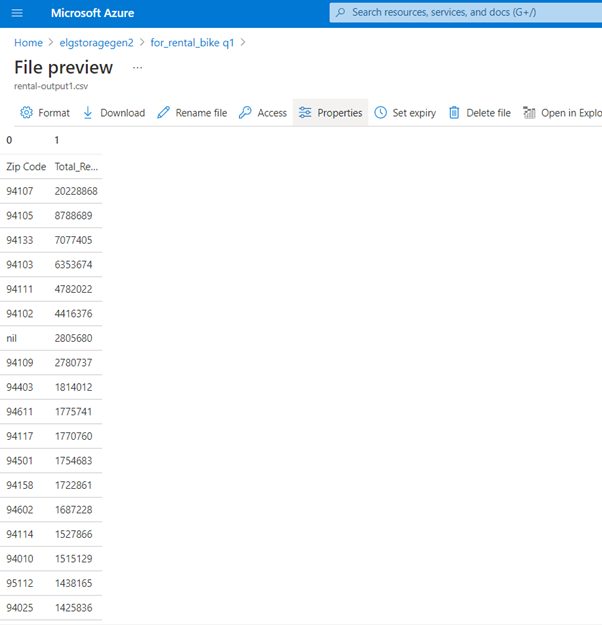 Microsoft Azure
Search resources, services, and docs (G+/)
Home > elgstoragegen2 > for_rental_bike q1 >
File preview ...
rental-output1.csv
Format Download Rename file Access Properties Set expiry Delete file Open in Explo
0 1
Zip Code Total_Re...
94107 20228868
94105 8788689
94133 7077405
94103 6353674
94111 4782022
94102 4416376
nil 2805680
94109 2780737
94403 1814012
94611 1775741
94117 1770760
94501 1754683
94158 1722861
94602 1687228
94114 1527866
94010 1515129
95112 1438165
94025 1425836